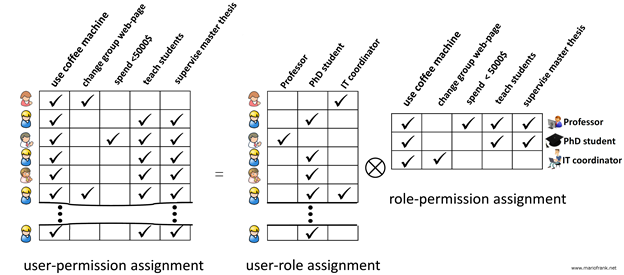 use coffee machine
change group web-page
spend <5000$
teach students
supervise master thesis
Professor
PhD student
IT coordinator
use coffee machine
change group web-page
spend < 5000$
teach students
supervise master thesis
Professor
PhD student
IT coordinator
=
role-permission assignment
user-permission assignment
user-role assignment
www.mariofrank.net